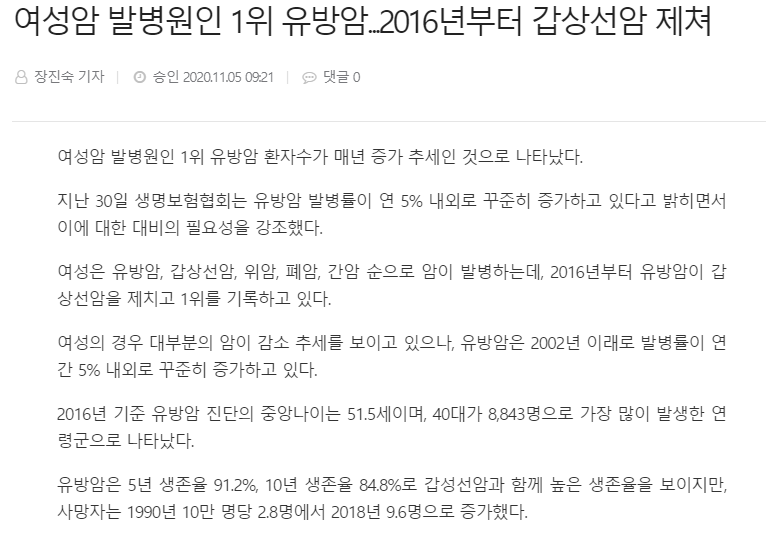 여성암 발병원인 1위 유방암...2016년부터 갑상선암 제쳐
장진숙 기자 승인 2020.11.05 09:21 댓글 0
여성암 발병원인 1위 유방암 환자수가 매년 증가 추세인 것으로 나타났다.
지난 30일 생명보험협회는 유방암 발병률이 연 5% 내외로 꾸준히 증가하고 있다고 밝히면서
이에 대한 대비의 필요성을 강조했다.
여성은 유방암, 갑상선암, 위암, 폐암, 간암 순으로 암이 발병하는데, 2016년부터 유방암이 갑
상선암을 제치고 1위를 기록하고 있다.
여성의 경우 대부분의 암이 감소 추세를 보이고 있으나, 유방암은 2002년 이래로 발병률이 연
간 5% 내외로 꾸준히 증가하고 있다.
2016년 기준 유방암 진단의 중앙나이는 51.5세이며, 40대가 8,843명으로 가장 많이 발생한 연
령군으로 나타났다.
유방암은 5년 생존율 91.2%, 10년 생존율 84.8%로 갑성선암과 함께 높은 생존율을 보이지만,
사망자는 1990년 10만 명당 2.8명에서 2018년 9.6명으로 증가했다.